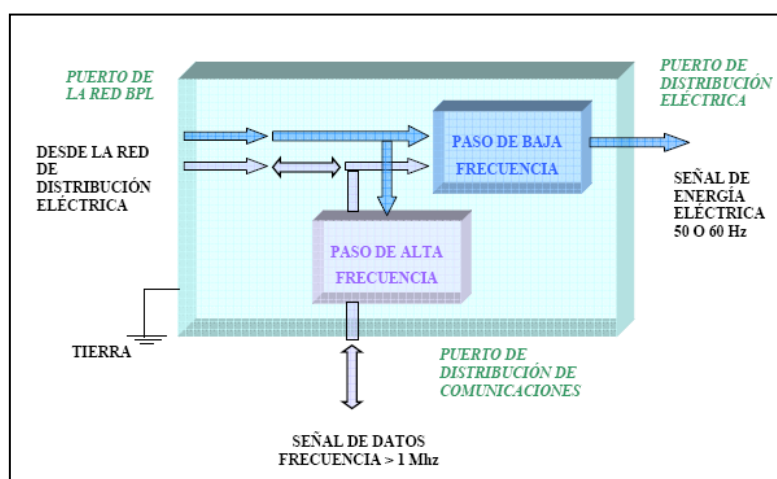 PUERTO DE
LA RED BPL
PUERTO DE
DISTRIBUCIÓN
ELÉCTRICA
DESDE LA RED
DE
DISTRIBUCIÓN
ELÉCTRICA
PASO DE BAJA
FRECUENCIA
SEÑAL DE
ENERGÍA
ELÉCTRICA
50 O 60 Hz
PASO DE ALTA
FRECUENCIA
TIERRA
PUERTO DE
DISTRIBUCIÓN DE
COMUNICACIONES
SEÑAL DE DATOS
FRECUENCIA > 1 Mhz